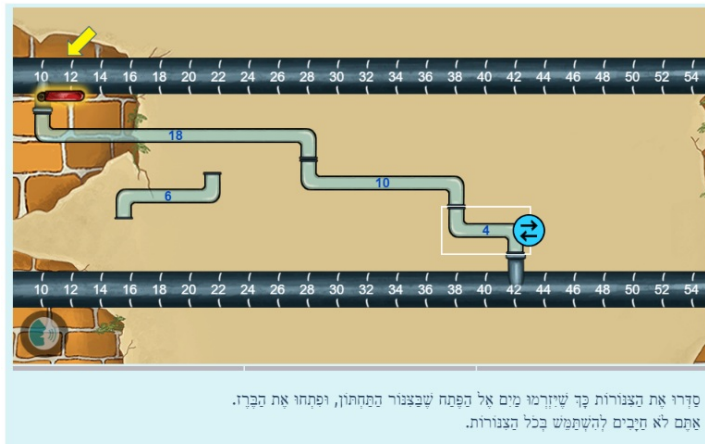 10 12 14 16 18 20 22 24 26 28 30 32 34 36 38 40 42 44 46 48 50 52 54
18
10
6
4
10 12 14 16 18 20 22 24 26 28 30 32 34 36 38 40 42 44 46 48 50 52 54
סַדְּרוּ אֶת הַצִּנּוֹרוֹת כָּךְ שֶׁיִּזְרְמוּ מַיִם אֶל הַפֶּתַח שֶׁבַּצִּנּוֹר הַתַּחְתּוֹן, וּפִתְחוּ אֶת הַבֶּרֶז.
אַתֶּם לֹא חַיָּבִים לְהִשְׁתַּמֵּשׁ בְּכֹל הַצִּנּוֹרוֹת.